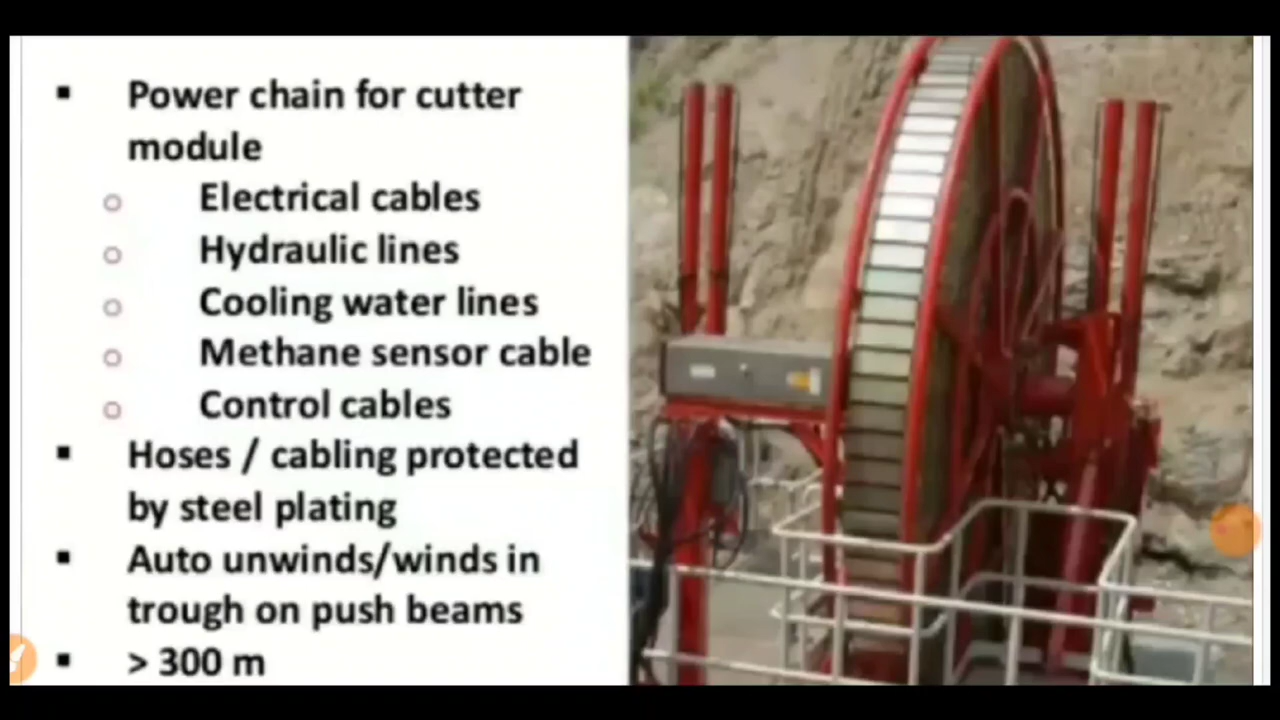 ▪ Power chain for cutter
module
o Electrical cables
o Hydraulic lines
o Cooling water lines
o Methane sensor cable
o Control cables
▪ Hoses / cabling protected
by steel plating
▪ Auto unwinds/winds in
trough on push beams
▪ > 300 m